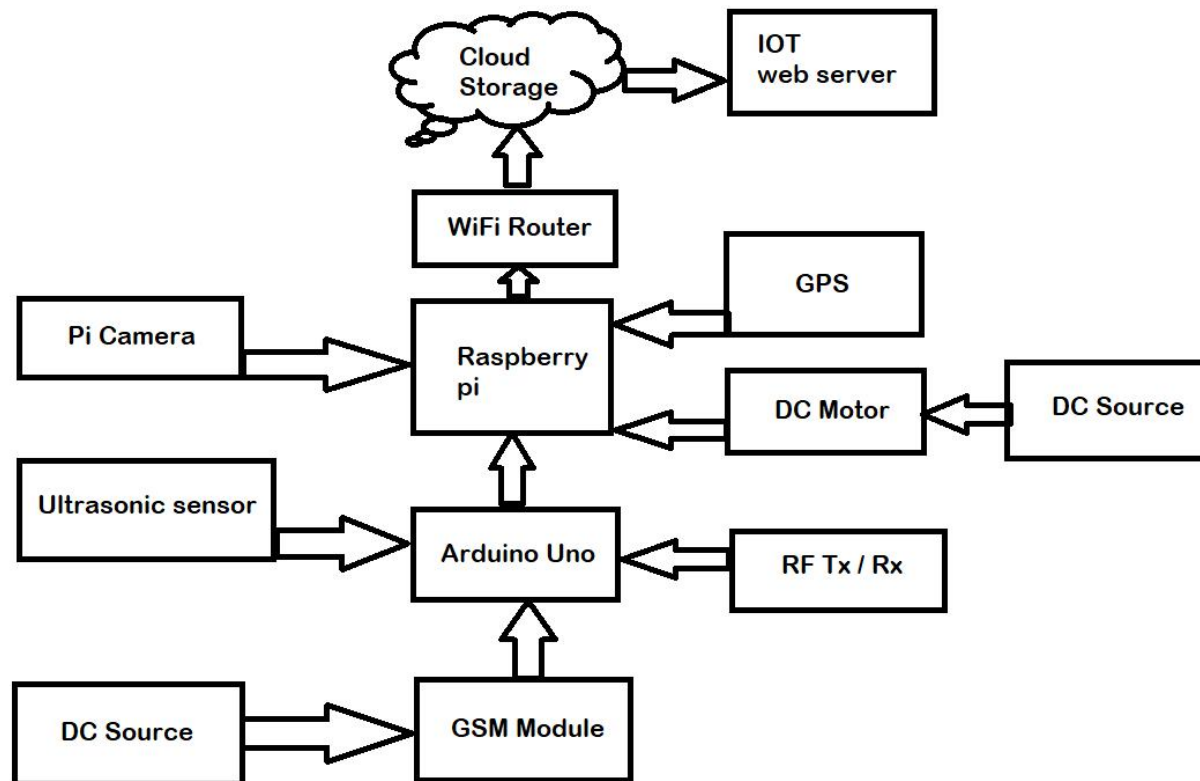 Cloud
Storage
IOT
web server
WiFi Router
GPS
Pi Camera
Raspberry
pi
DC Motor
DC Source
Ultrasonic sensor
Arduino Uno
RF Tx / Rx
DC Source
GSM Module